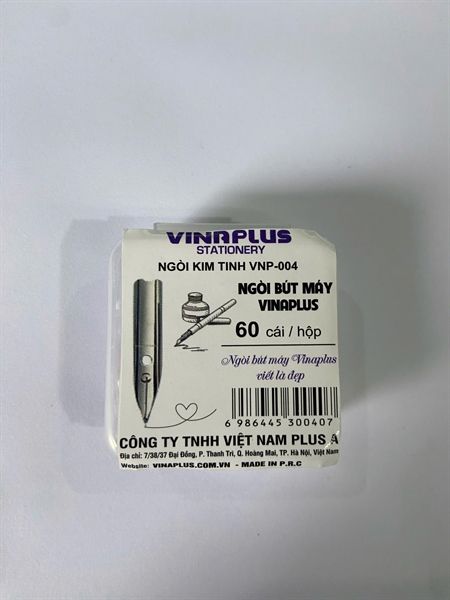 VINAPLUS
STATIONERY
NGÒI KIM TINH VNP-004
NGÒI BÚT MÁY
VINAPLUS
60 cái / hộp
Ngòi bút máy Vinaplus
viết là đẹp
6 986445 300407
CÔNG TY TNHH VIỆT NAM PLUS A
Địa chỉ: 7/38/37 Đại Đồng, P. Thanh Trì, Q. Hoàng Mai, TP. Hà Nội, Việt Nam
Website: VINAPLUS.COM.VN - MADE IN P.R.C